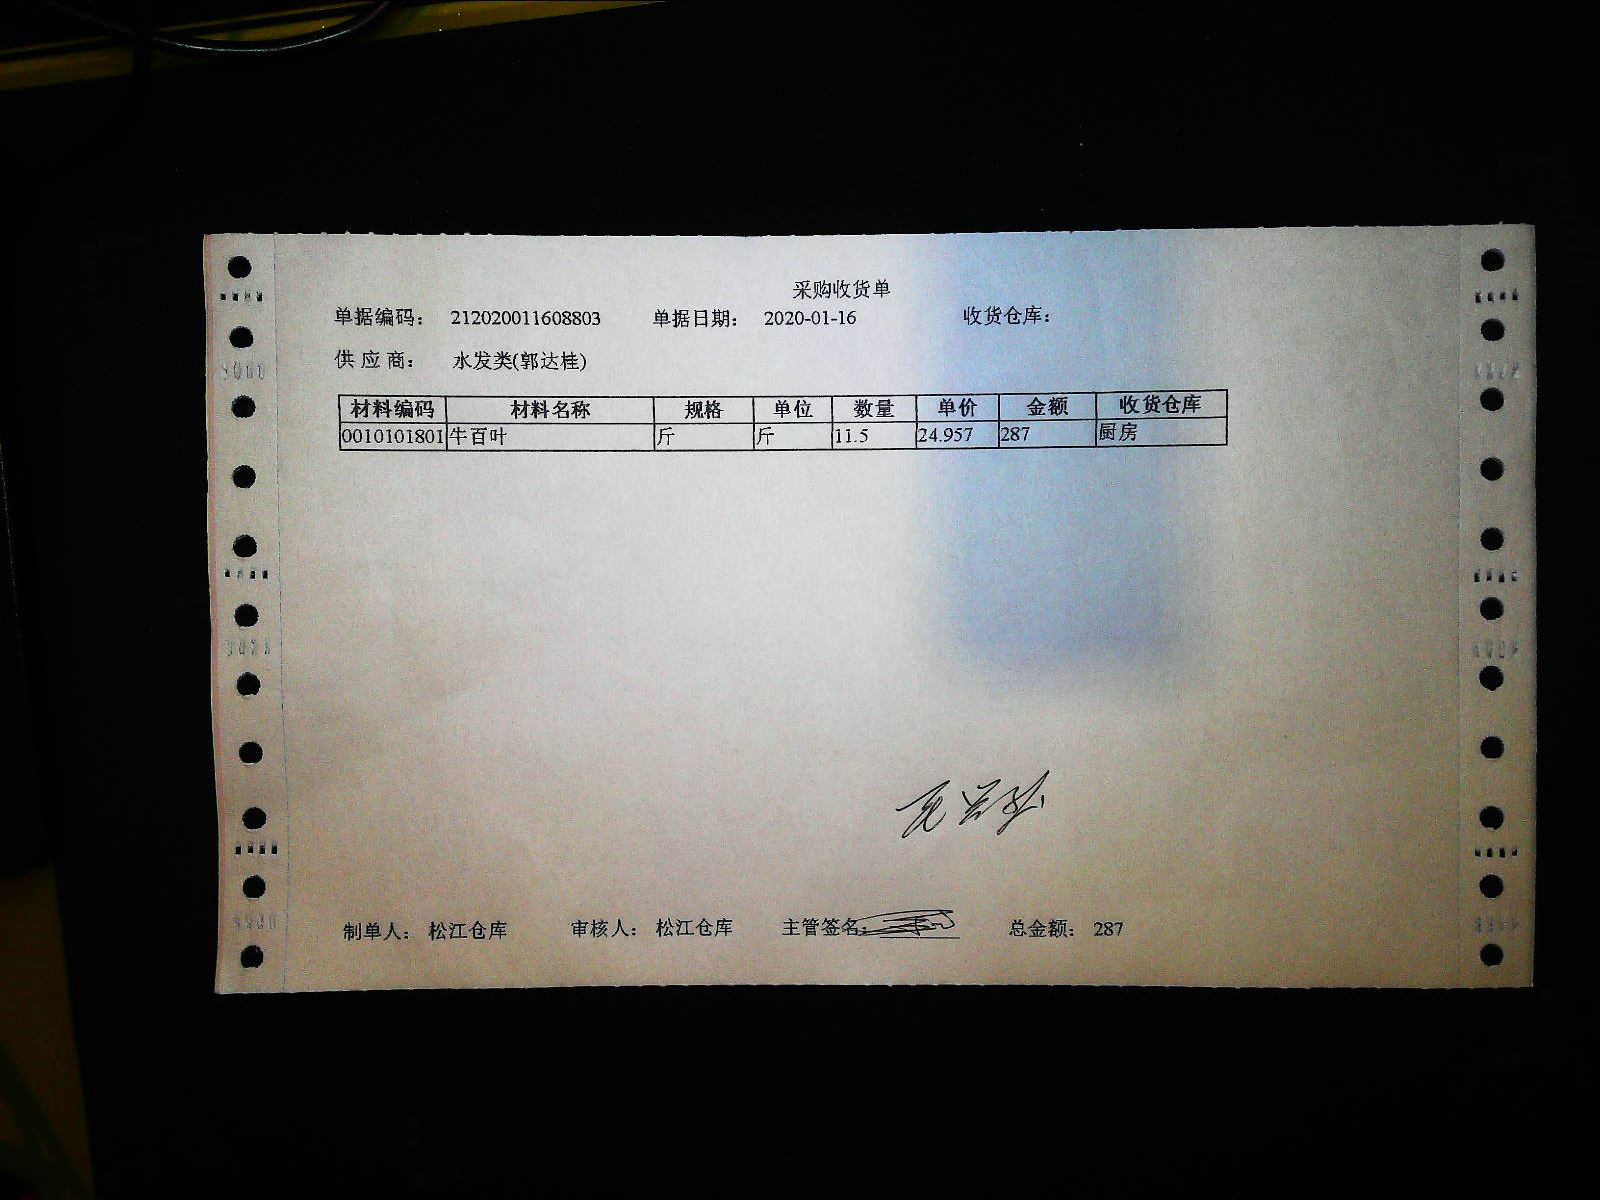 采购收货单
单据编码： 212020011608803 单据日期： 2020-01-16 收货仓库：
供应商： 水发类(郭达桂)
材料编码 材料名称 规格 单位 数量 单价 金额 收货仓库
0010101801 牛百叶 斤 斤 11.5 24.957 287 厨房
制单人： 松江仓库 审核人： 松江仓库 主管签名： 总金额： 287